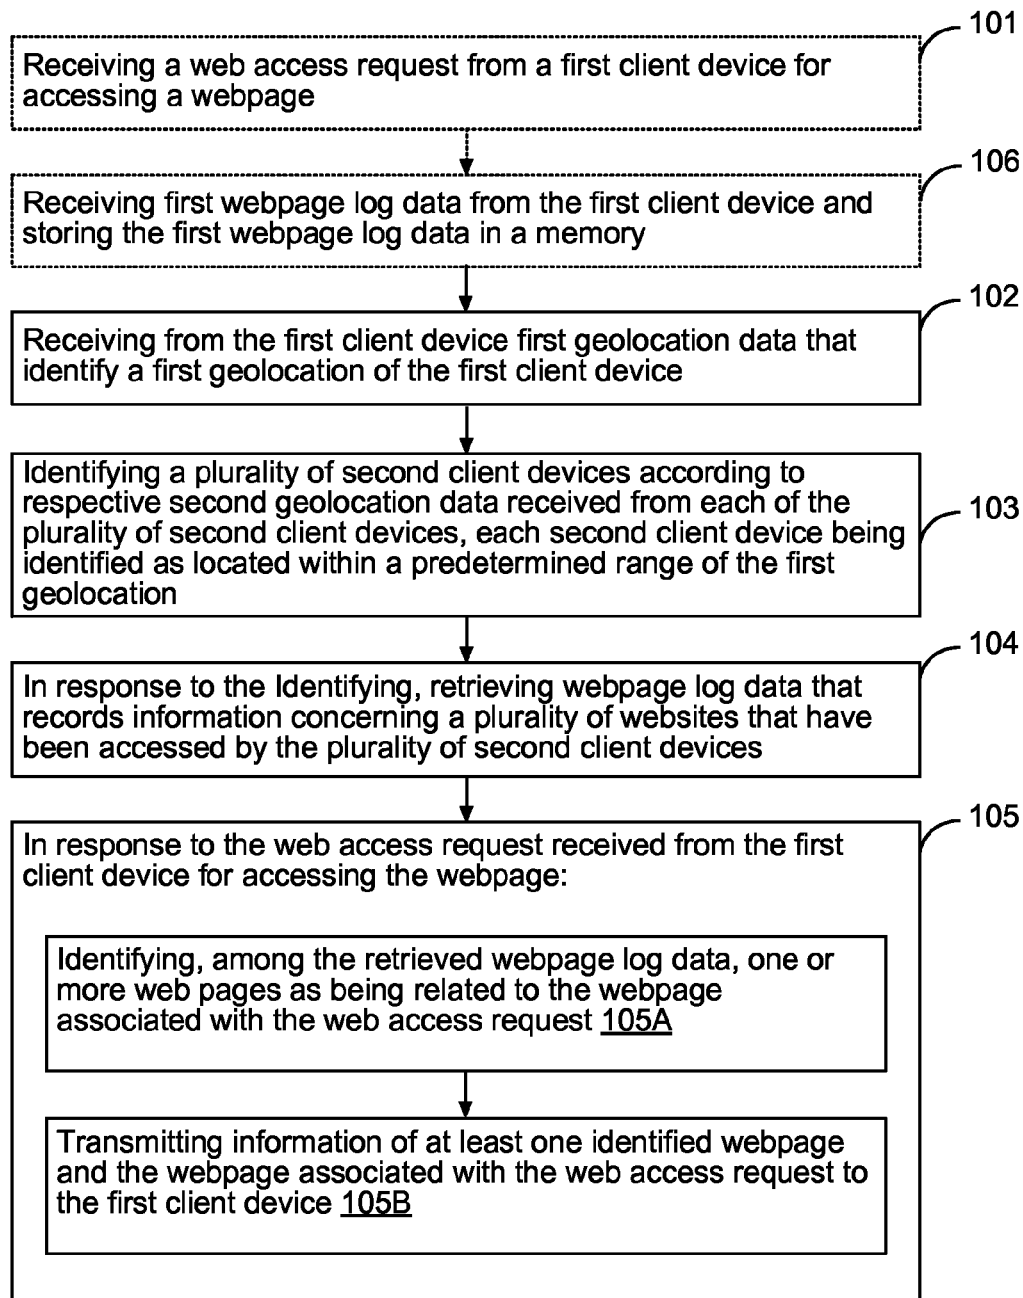 101
Receiving a web access request from a first client device for
accessing a webpage
106
Receiving first webpage log data from the first client device and
storing the first webpage log data in a memory
102
Receiving from the first client device first geolocation data that
identify a first geolocation of the first client device
Identifying a plurality of second client devices according to
respective second geolocation data received from each of the
plurality of second client devices, each second client device being
identified as located within a predetermined range of the first
geolocation
103
104
In response to the Identifying, retrieving webpage log data that
records information concerning a plurality of websites that have
been accessed by the plurality of second client devices
105
In response to the web access request received from the first
client device for accessing the webpage:
Identifying, among the retrieved webpage log data, one or
more web pages as being related to the webpage
associated with the web access request 105A
Transmitting information of at least one identified webpage
and the webpage associated with the web access request to
the first client device 105B